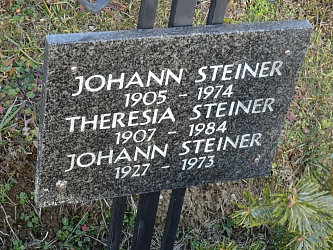 JOHANN STEINER
1905 - 1974
THERESIA STEINER
1907 - 1984
JOHANN STEINER
1927 - 1973